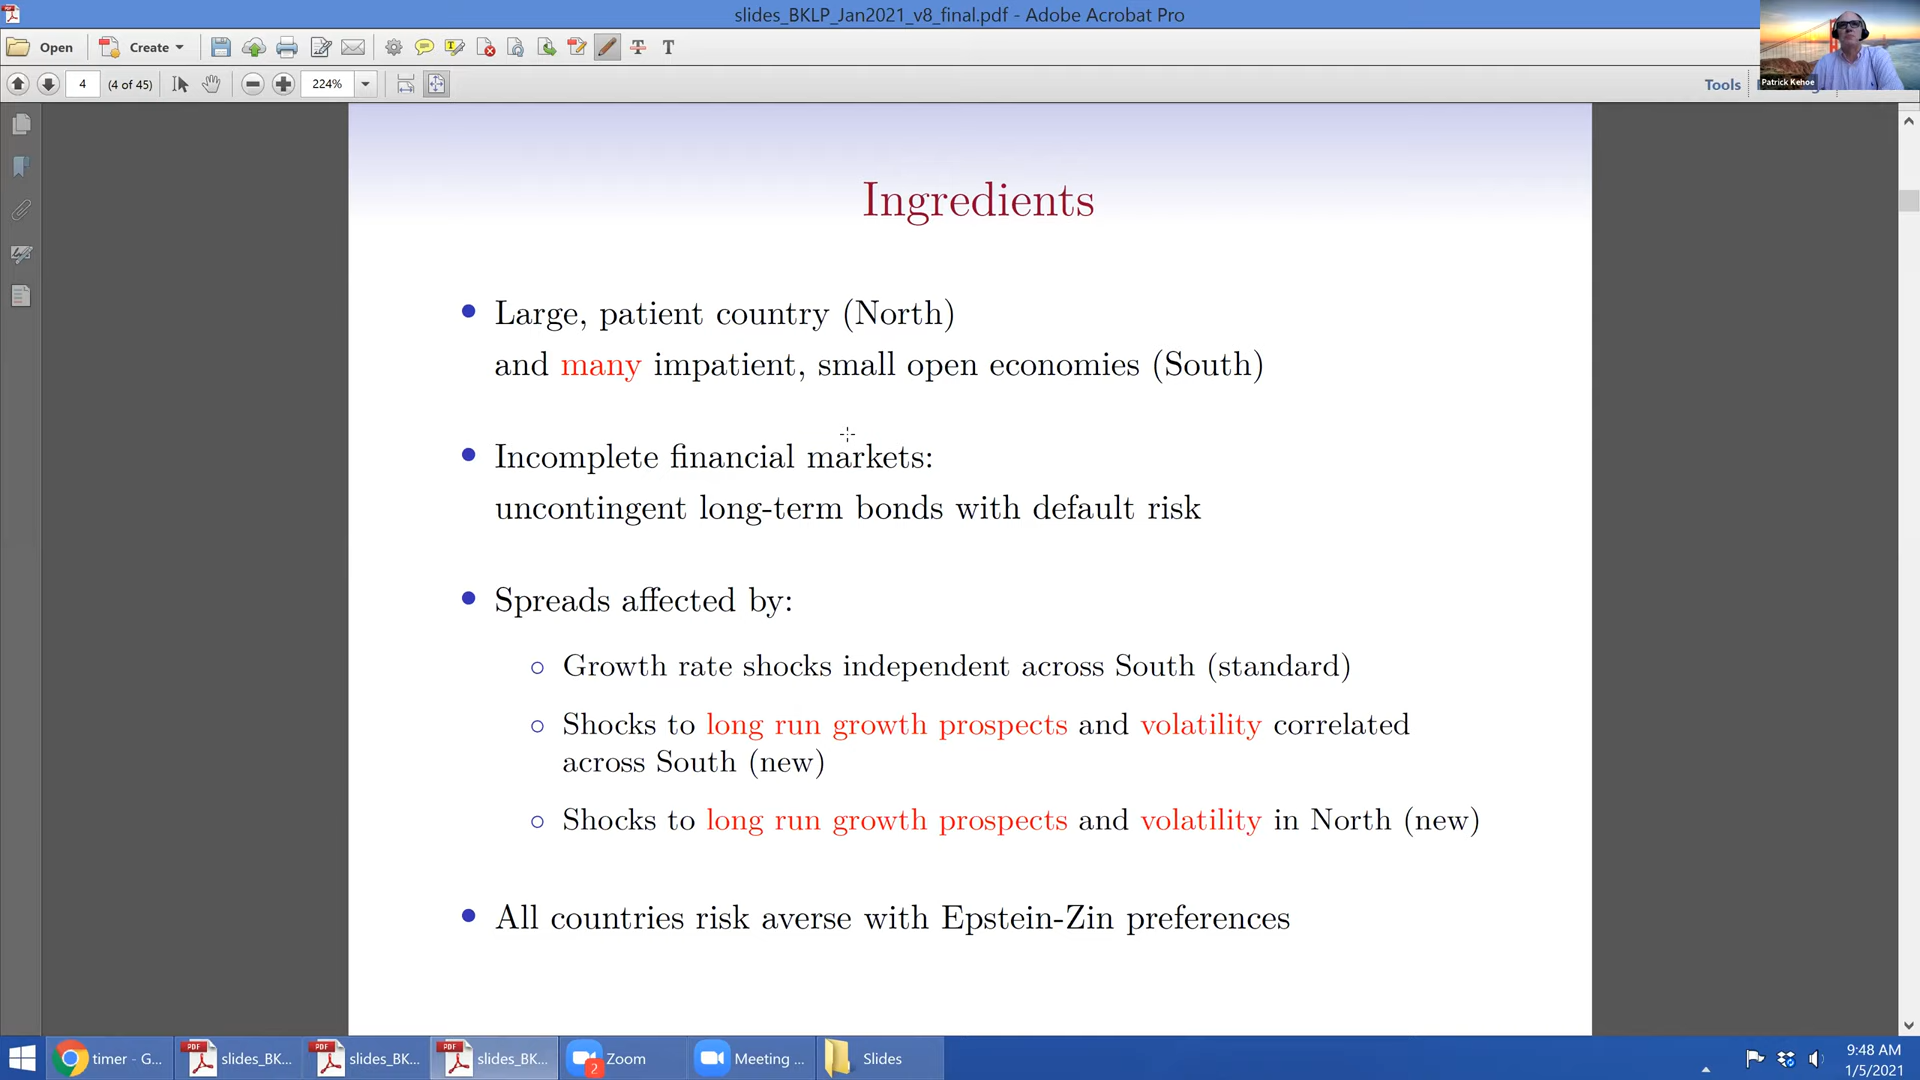 slides_BKLP_Jan2021_v8_final.pdf - Adobe Acrobat Pro
Open
Create
T
T
4
(4 of 45)
224%
Tools
Patrick Kehoe
Ingredients
Large, patient country (North)
and many impatient, small open economies (South)
Incomplete financial markets:
uncontingent long-term bonds with default risk
Spreads affected by:
Growth rate shocks independent across South (standard)
Shocks to long run growth prospects and volatility correlated
across South (new)
Shocks to long run growth prospects and volatility in North (new)
All countries risk averse with Epstein-Zin preferences
timer - G...
PDF
slides_BK...
PDF
slides_BK...
PDF
slides_BK...
2
Zoom
Meeting ...
Slides
9:48 AM
1/5/2021